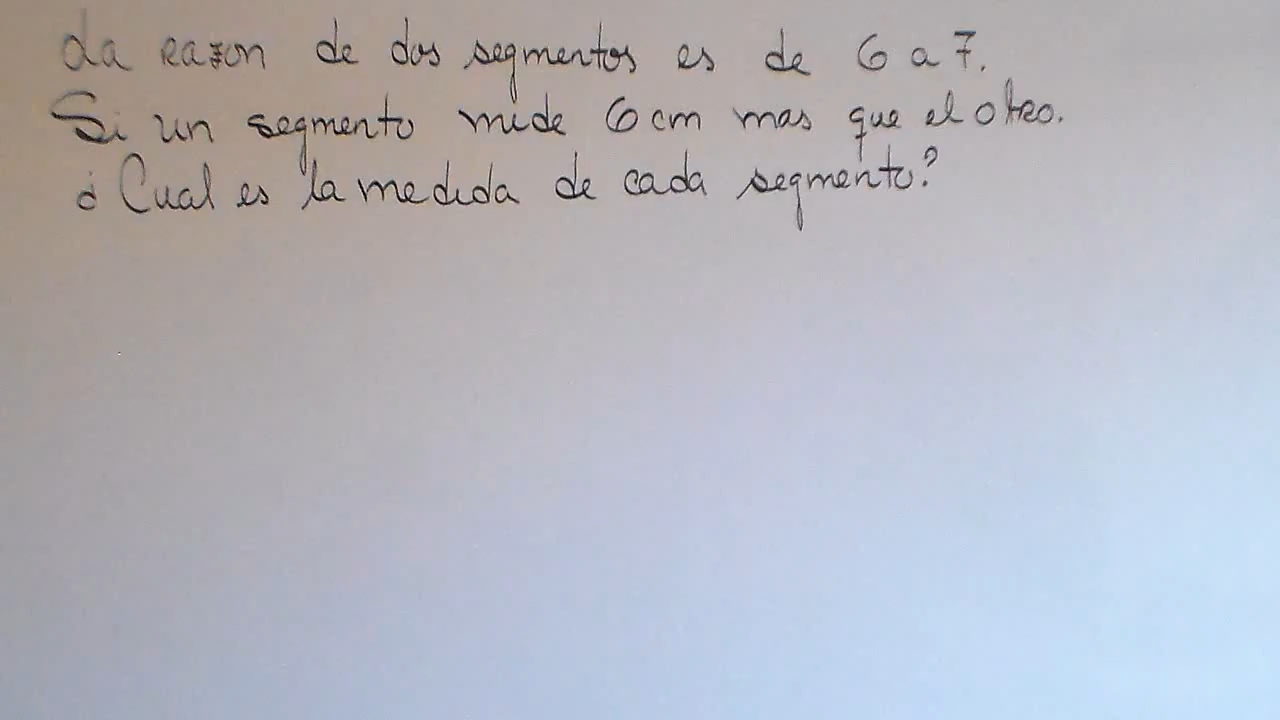 La razon de dos segmentos es de 6 a 7.
Si un segmento mide 6 cm mas que el otro.
¿Cual es la medida de cada segmento?